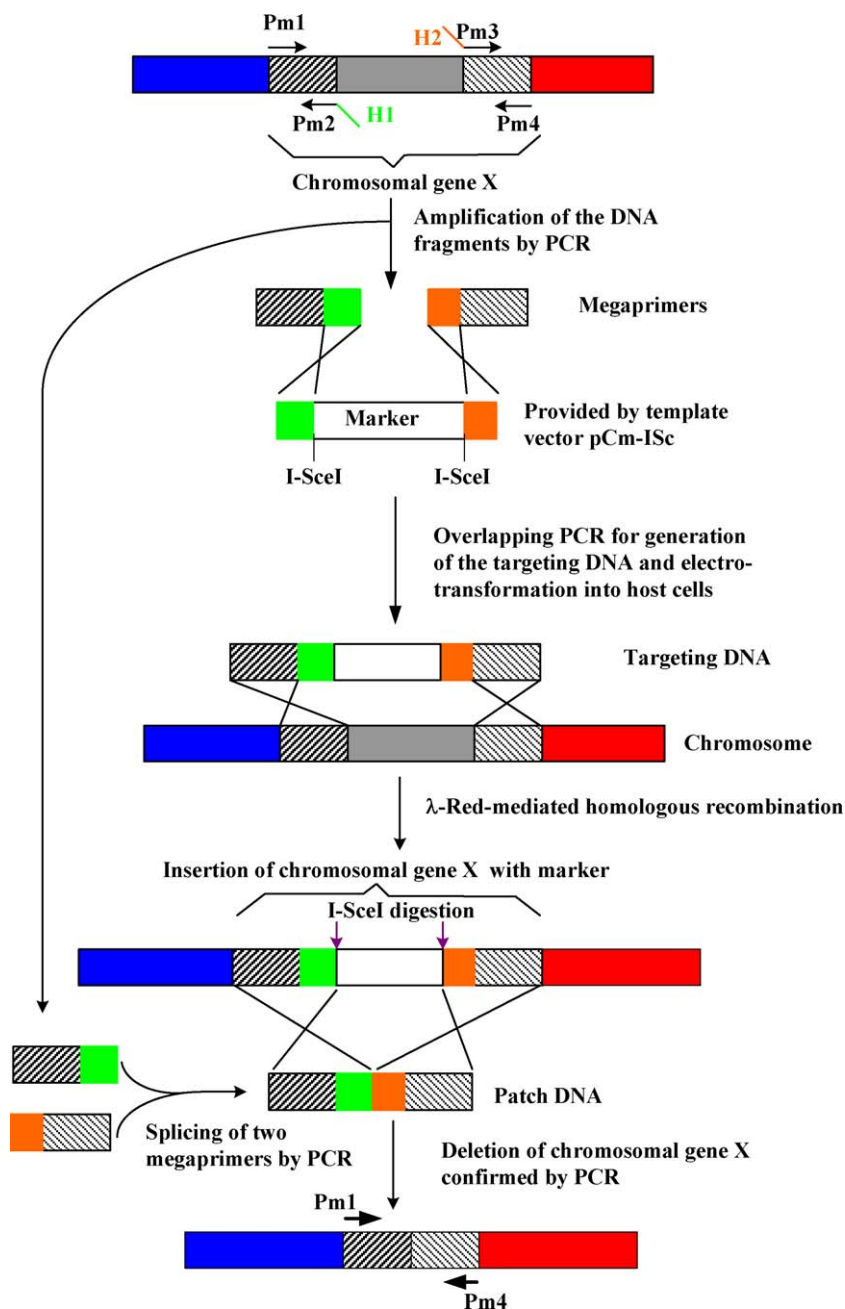 Pm1
H2
Pm3
Pm2
H1
Pm4
Chromosomal gene X
Amplification of the DNA
fragments by PCR
Megaprimers
Marker
Provided by template
vector pCm-ISc
I-SceI
I-SceI
Overlapping PCR for generation
of the targeting DNA and electro-
transformation into host cells
Targeting DNA
Chromosome
λ-Red-mediated homologous recombination
Insertion of chromosomal gene X with marker
I-SceI digestion
Patch DNA
Splicing of two
megaprimers by PCR
Deletion of chromosomal gene X
confirmed by PCR
Pm1
Pm4